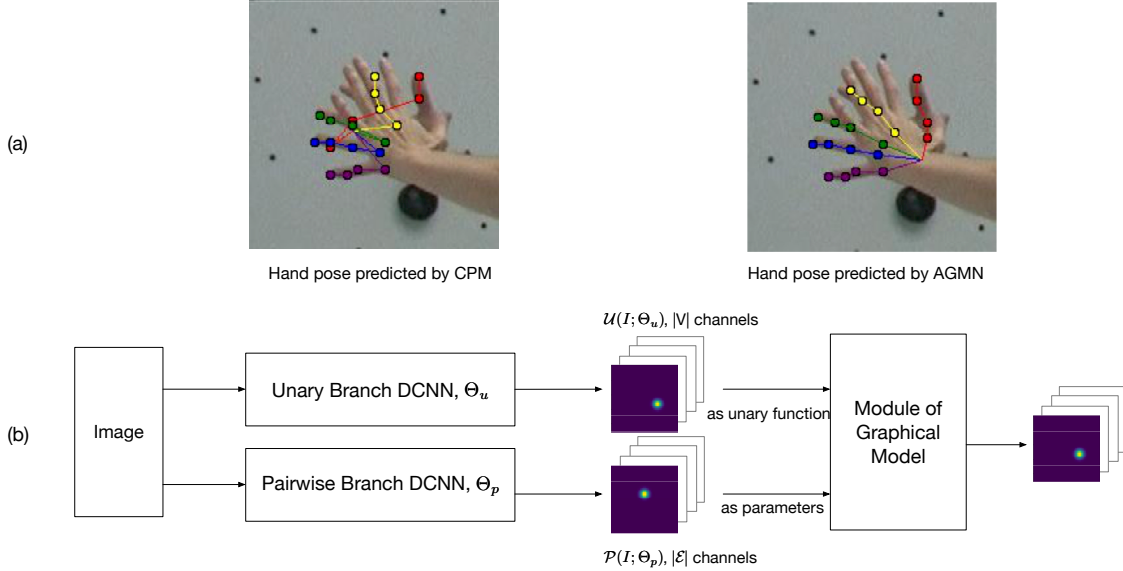 (a)
Hand pose predicted by CPM
Hand pose predicted by AGMN
(b)
Image
Unary Branch DCNN, Θ_u
Pairwise Branch DCNN, Θ_p
𝒰(I; Θ_u), |V| channels
as unary function
as parameters
𝒫(I; Θ_p), |ℰ| channels
Module of
Graphical
Model